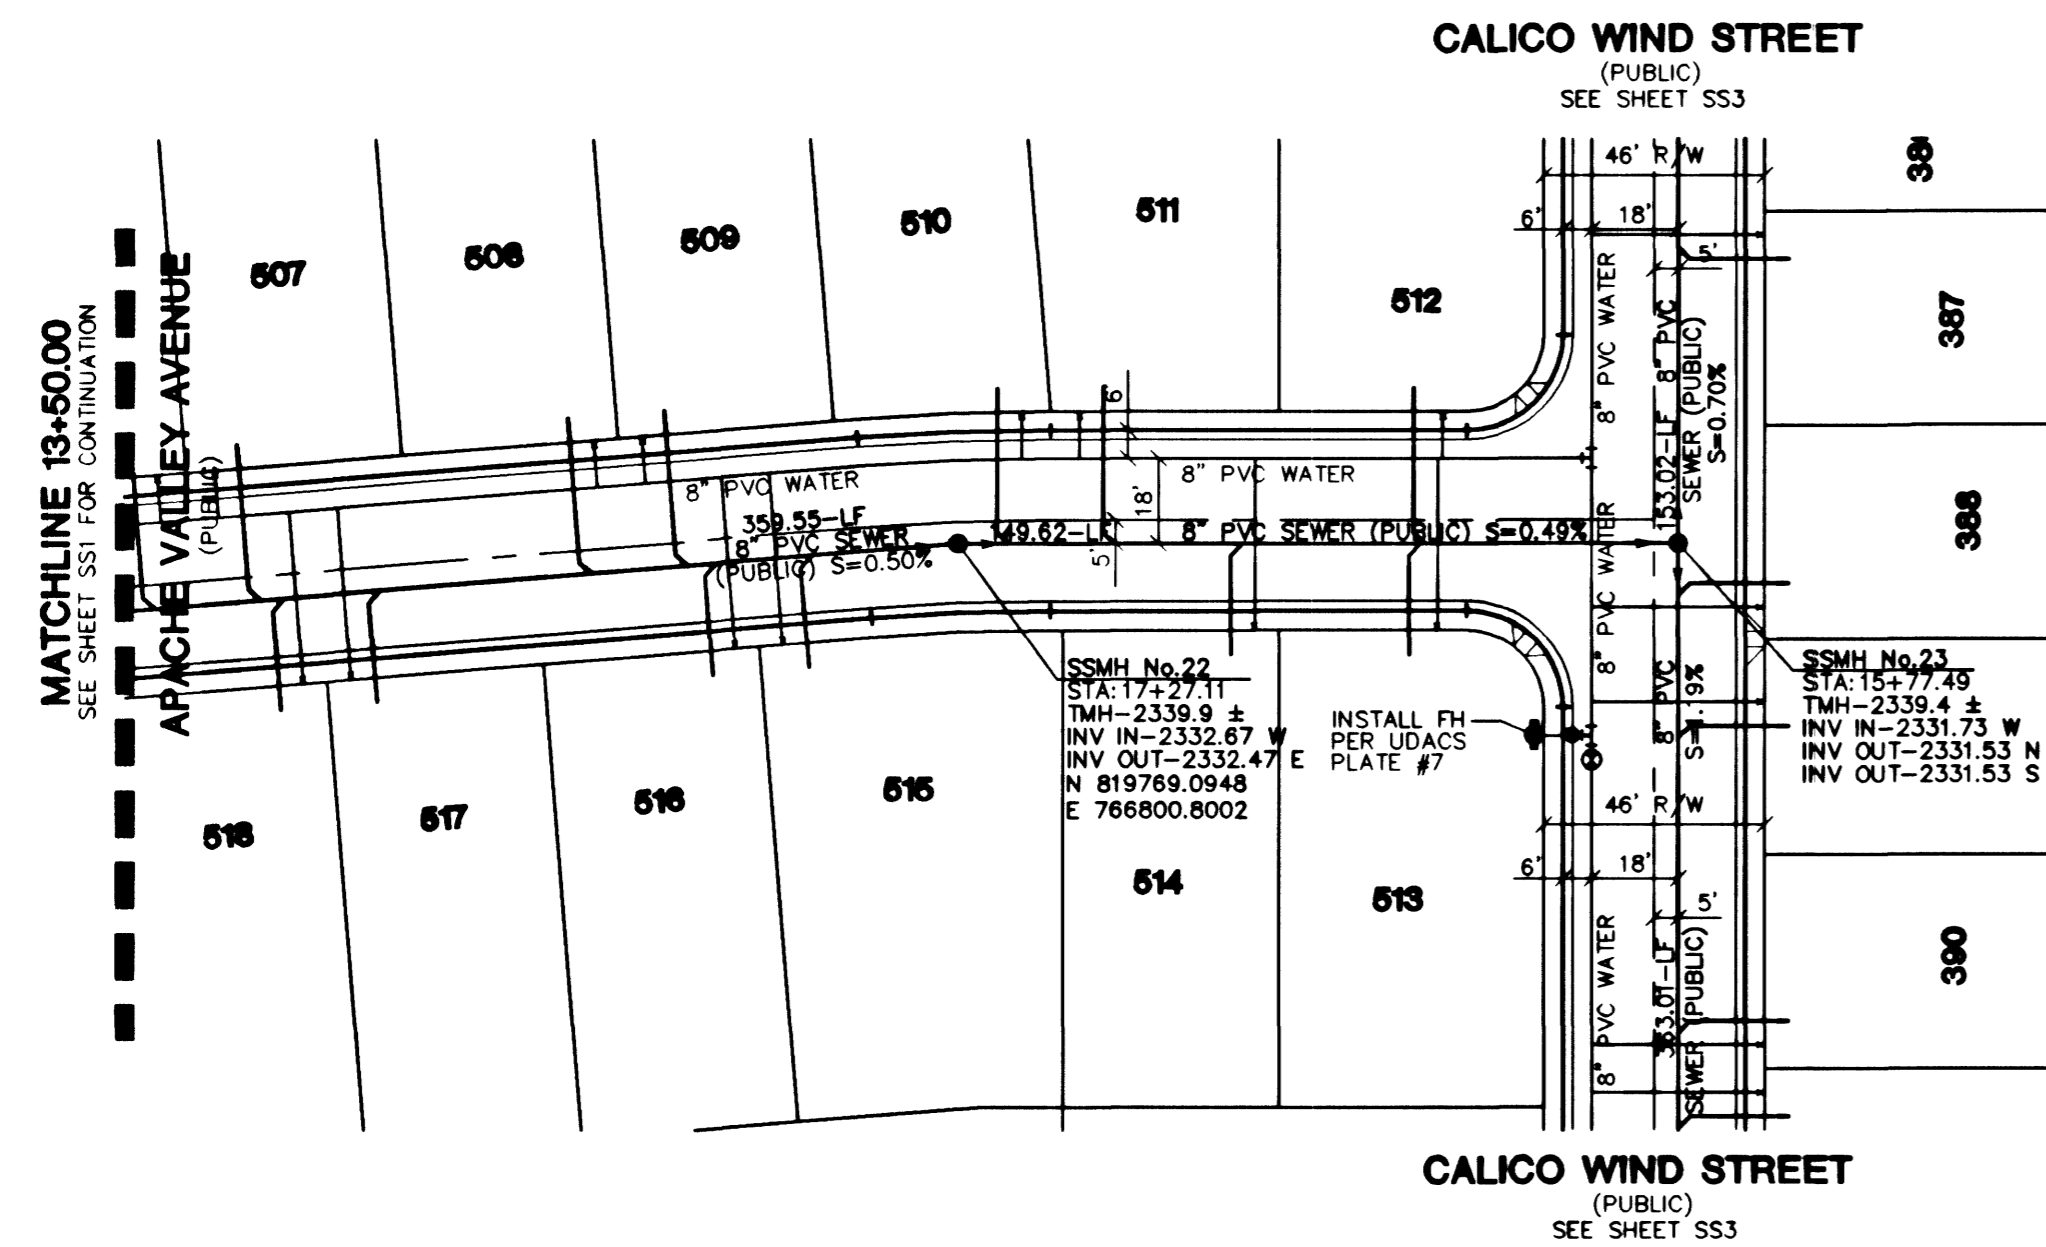 CALICO WIND STREET
(PUBLIC)
SEE SHEET SS3
46' R/W
6'
18'
5'
381
507
508
509
510
511
512
387
388
390
MATCHLINE 13+50.00
SEE SHEET SS1 FOR CONTINUATION
APACHE VALLEY AVENUE
(PUBLIC)
8" PVC WATER
359.55-LF
8" PVC SEWER
(PUBLIC) S=0.50%
6'
18'
5'
8" PVC WATER
149.62-LF
8" PVC SEWER (PUBLIC) S=0.49%
8" PVC WATER
153.02-LF 8" PVC
SEWER (PUBLIC)
S=0.70%
8" PVC WATER
8" PVC
S=1.19%
SSMH No.22
STA: 17+27.11
TMH-2339.9 ±
INV IN-2332.67 W
INV OUT-2332.47 E
N 819769.0948
E 766800.8002
INSTALL FH
PER UDACS
PLATE #7
SSMH No.23
STA: 15+77.49
TMH-2339.4 ±
INV IN-2331.73 W
INV OUT-2331.53 N
INV OUT-2331.53 S
518
517
516
515
514
513
46' R/W
6'
18'
5'
8" PVC WATER
SEWER (PUBLIC)
CALICO WIND STREET
(PUBLIC)
SEE SHEET SS3